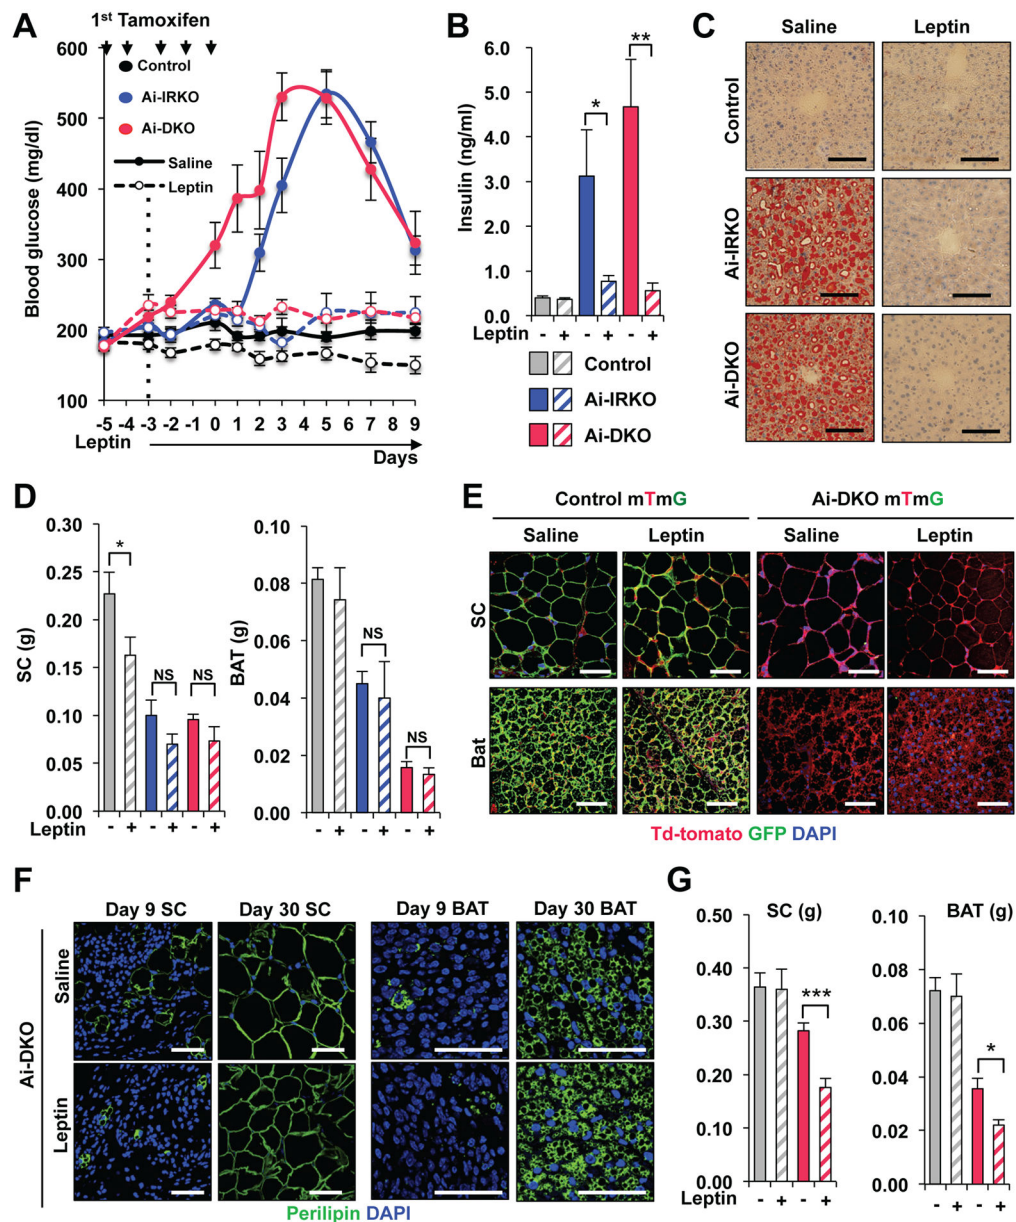 A
1st Tamoxifen
600
500
400
300
200
100
Blood glucose (mg/dl)
Control
Ai-IRKO
Ai-DKO
Saline
Leptin
-5 -4 -3 -2 -1 0 1 2 3 4 5 6 7 8 9
Leptin
Days
B
6.0
5.0
4.0
3.0
2.0
1.0
0.0
Insulin (ng/ml)
*
**
Leptin - + - + - +
Control
Ai-IRKO
Ai-DKO
C
Saline Leptin
Control
Ai-IRKO
Ai-DKO
D
0.30
0.25
0.20
0.15
0.10
0.05
0.00
SC (g)
*
NS NS
Leptin - + - + - +
0.10
0.08
0.06
0.04
0.02
0.00
BAT (g)
NS
NS
- + - + - +
E
Control mTmG Ai-DKO mTmG
Saline Leptin Saline Leptin
SC
Bat
Td-tomato GFP DAPI
F
Day 9 SC Day 30 SC Day 9 BAT Day 30 BAT
Ai-DKO
Saline
Leptin
Perilipin DAPI
G
SC (g)
0.50
0.40
0.30
0.20
0.10
0.00
***
Leptin - + - +
BAT (g)
0.10
0.08
0.06
0.04
0.02
0.00
*
- + - +